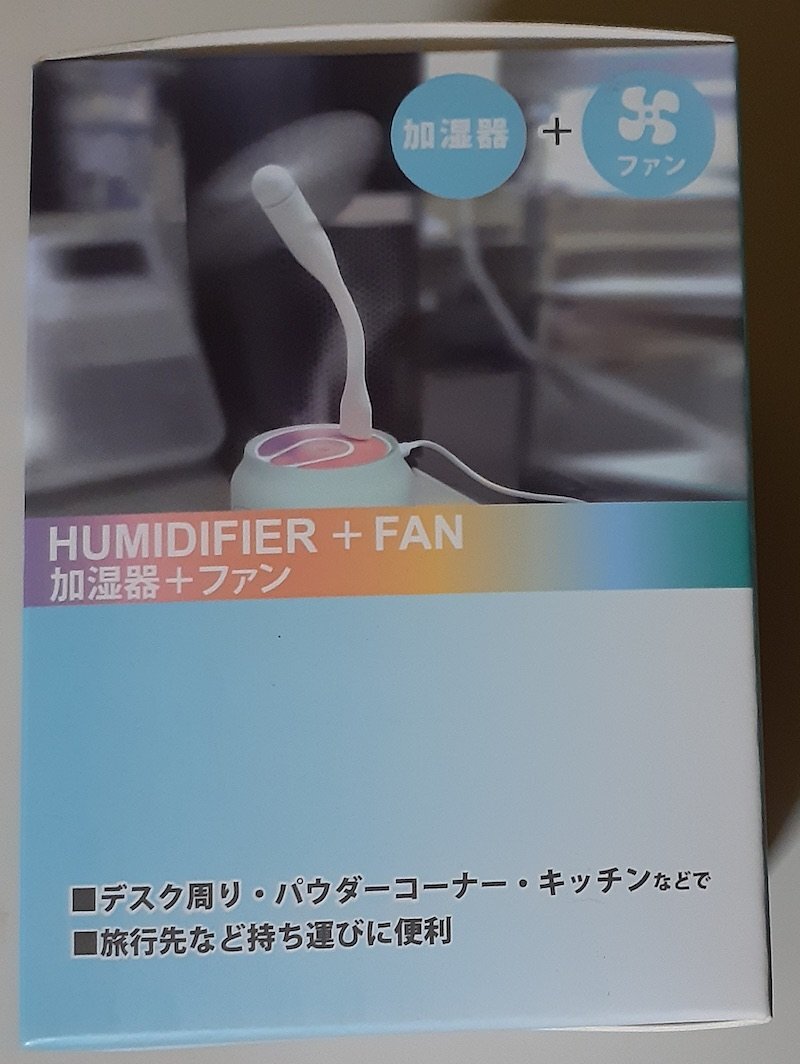 加湿器 + ファン
HUMIDIFIER + FAN
加湿器+ファン
■デスク周り・パウダーコーナー・キッチンなどで
■旅行先など持ち運びに便利